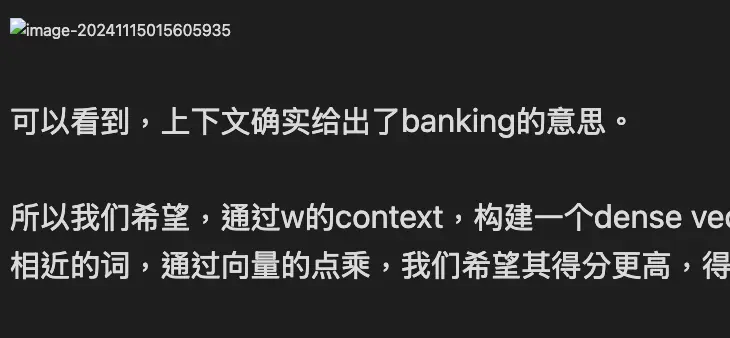 image-20241115015605935
可以看到，上下文确实给出了banking的意思。
所以我们希望，通过w的context，构建一个dense
相近的词，通过向量的点乘，我们希望其得分更高，得